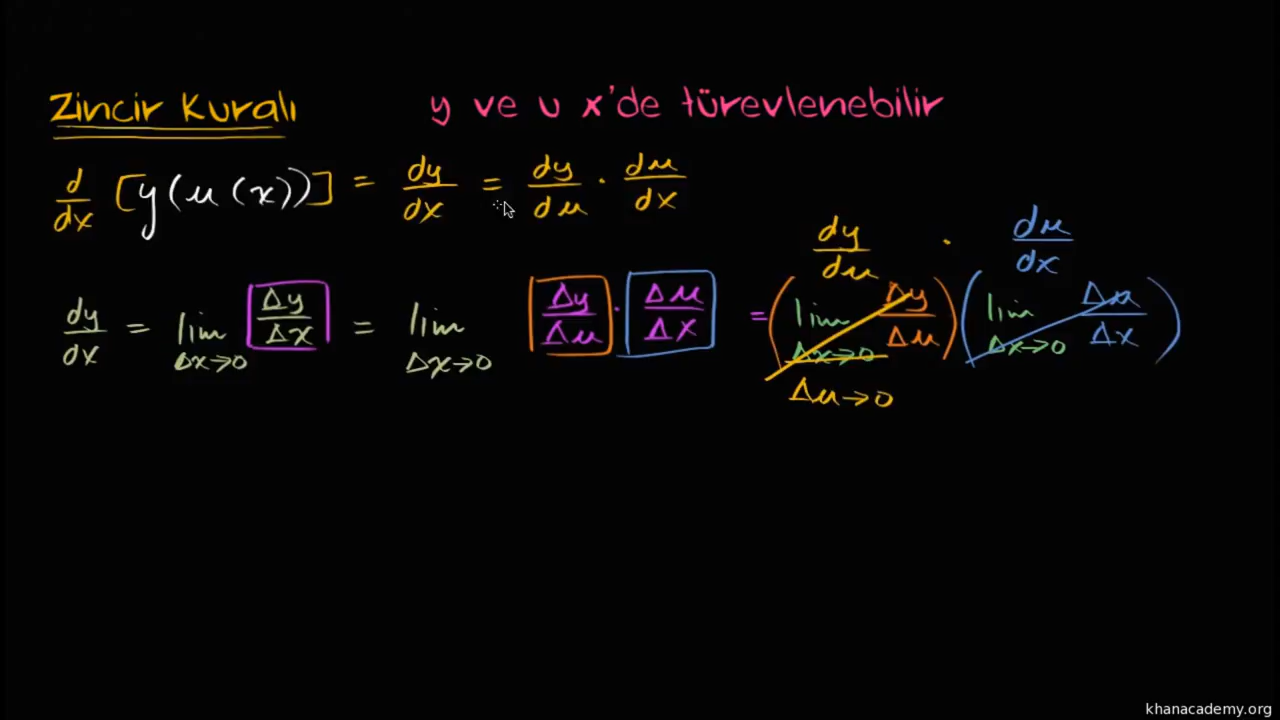 Zincir Kuralı
y ve u x'de türevlenebilir
d/dx [y(u(x))] = dy/dx = dy/du · du/dx
dy/du · du/dx
dy/dx = lim Δx→0 Δy/Δx = lim Δx→0 Δy/Δu · Δu/Δx = (lim Δx→0 Δy/Δu) (lim Δx→0 Δu/Δx)
Δu→0
khanacademy.org